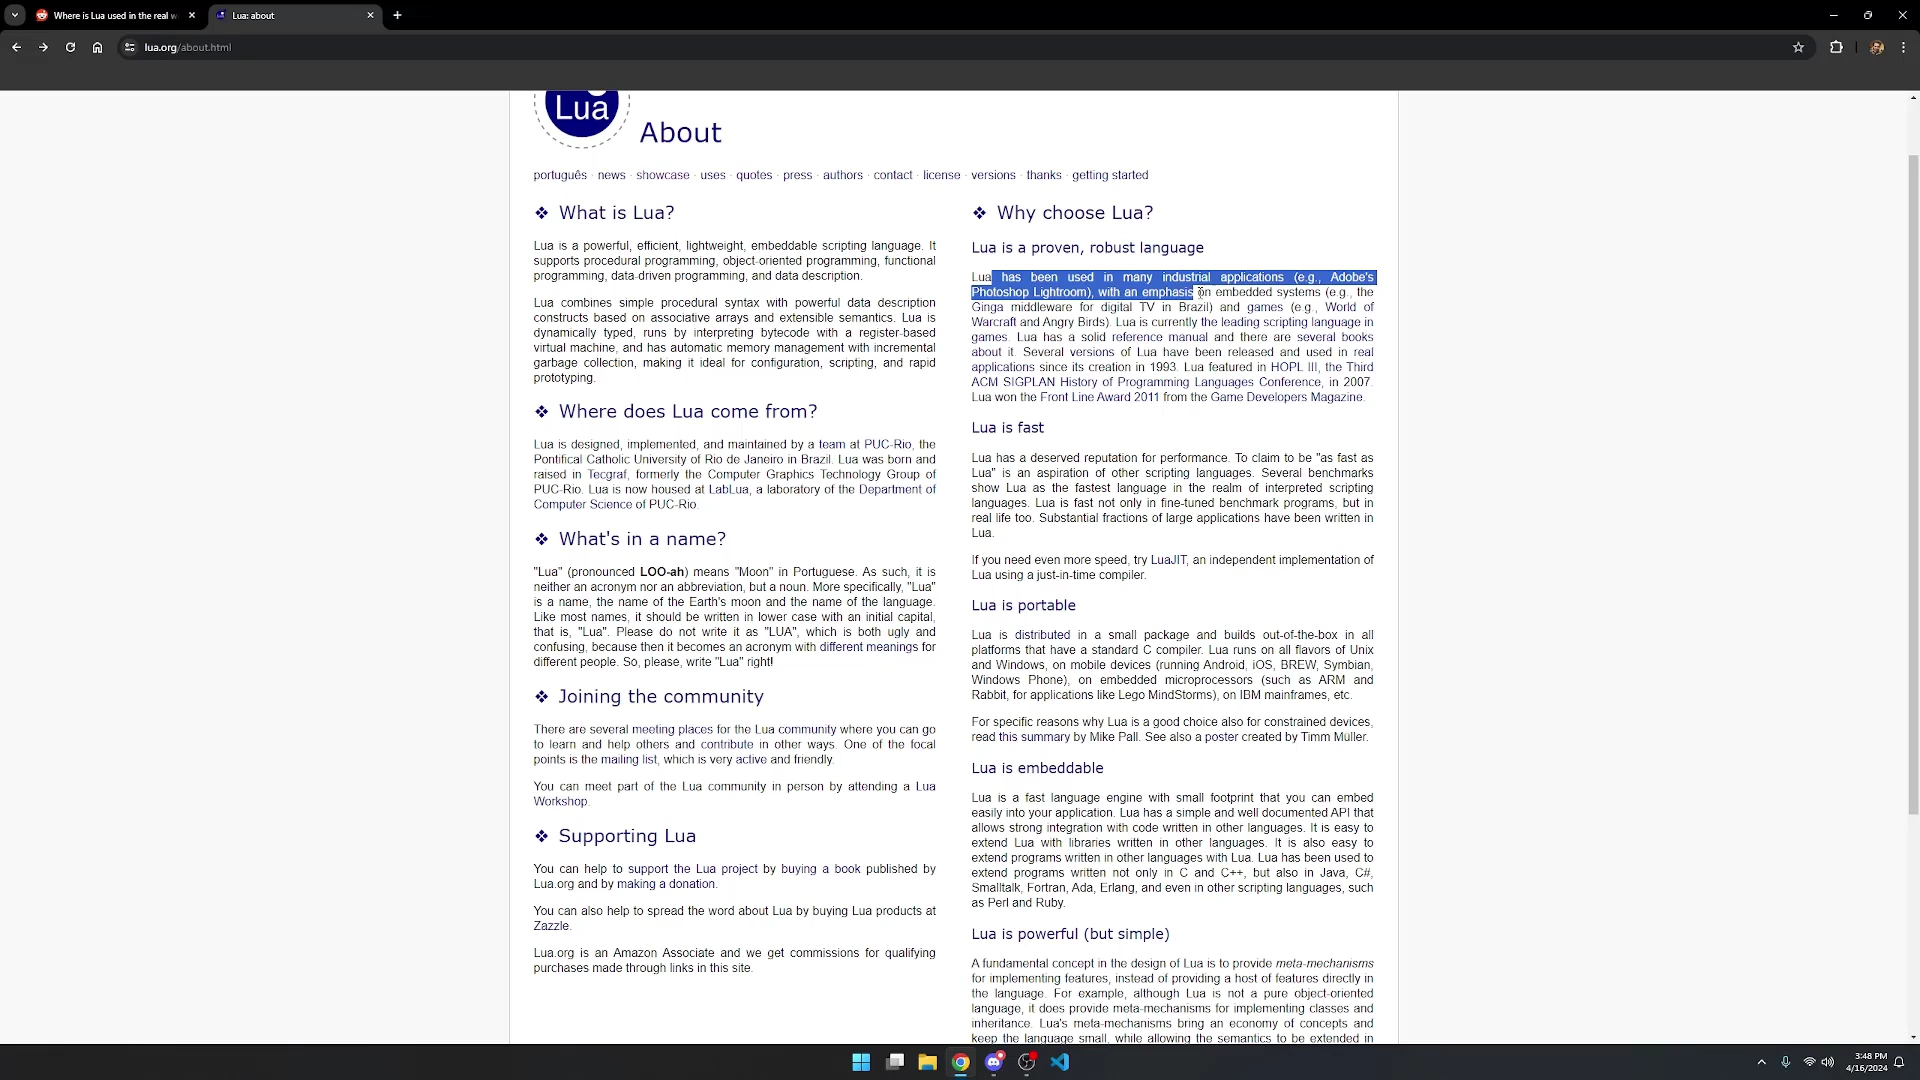 Where is Lua used in the real w
Lua: about
lua.org/about.html
Lua
About
português · news · showcase · uses · quotes · press · authors · contact · license · versions · thanks · getting started
What is Lua?
Lua is a powerful, efficient, lightweight, embeddable scripting language. It
supports procedural programming, object-oriented programming, functional
programming, data-driven programming, and data description.
Lua combines simple procedural syntax with powerful data description
constructs based on associative arrays and extensible semantics. Lua is
dynamically typed, runs by interpreting bytecode with a register-based
virtual machine, and has automatic memory management with incremental
garbage collection, making it ideal for configuration, scripting, and rapid
prototyping.
Where does Lua come from?
Lua is designed, implemented, and maintained by a team at PUC-Rio, the
Pontifical Catholic University of Rio de Janeiro in Brazil. Lua was born and
raised in Tecgraf, formerly the Computer Graphics Technology Group of
PUC-Rio. Lua is now housed at LabLua, a laboratory of the Department of
Computer Science of PUC-Rio.
What's in a name?
"Lua" (pronounced LOO-ah) means "Moon" in Portuguese. As such, it is
neither an acronym nor an abbreviation, but a noun. More specifically, "Lua"
is a name, the name of the Earth's moon and the name of the language.
Like most names, it should be written in lower case with an initial capital,
that is, "Lua". Please do not write it as "LUA", which is both ugly and
confusing, because then it becomes an acronym with different meanings for
different people. So, please, write "Lua" right!
Joining the community
There are several meeting places for the Lua community where you can go
to learn and help others and contribute in other ways. One of the focal
points is the mailing list, which is very active and friendly.
You can meet part of the Lua community in person by attending a Lua
Workshop.
Supporting Lua
You can help to support the Lua project by buying a book published by
Lua.org and by making a donation.
You can also help to spread the word about Lua by buying Lua products at
Zazzle.
Lua.org is an Amazon Associate and we get commissions for qualifying
purchases made through links in this site.
Why choose Lua?
Lua is a proven, robust language
Lua has been used in many industrial applications (e.g., Adobe's
Photoshop Lightroom), with an emphasis on embedded systems (e.g., the
Ginga middleware for digital TV in Brazil) and games (e.g., World of
Warcraft and Angry Birds). Lua is currently the leading scripting language in
games. Lua has a solid reference manual and there are several books
about it. Several versions of Lua have been released and used in real
applications since its creation in 1993. Lua featured in HOPL III, the Third
ACM SIGPLAN History of Programming Languages Conference, in 2007.
Lua won the Front Line Award 2011 from the Game Developers Magazine.
Lua is fast
Lua has a deserved reputation for performance. To claim to be "as fast as
Lua" is an aspiration of other scripting languages. Several benchmarks
show Lua as the fastest language in the realm of interpreted scripting
languages. Lua is fast not only in fine-tuned benchmark programs, but in
real life too. Substantial fractions of large applications have been written in
Lua.
If you need even more speed, try LuaJIT, an independent implementation of
Lua using a just-in-time compiler.
Lua is portable
Lua is distributed in a small package and builds out-of-the-box in all
platforms that have a standard C compiler. Lua runs on all flavors of Unix
and Windows, on mobile devices (running Android, iOS, BREW, Symbian,
Windows Phone), on embedded microprocessors (such as ARM and
Rabbit, for applications like Lego MindStorms), on IBM mainframes, etc.
For specific reasons why Lua is a good choice also for constrained devices,
read this summary by Mike Pall. See also a poster created by Timm Müller.
Lua is embeddable
Lua is a fast language engine with small footprint that you can embed
easily into your application. Lua has a simple and well documented API that
allows strong integration with code written in other languages. It is easy to
extend Lua with libraries written in other languages. It is also easy to
extend programs written in other languages with Lua. Lua has been used to
extend programs written not only in C and C++, but also in Java, C#,
Smalltalk, Fortran, Ada, Erlang, and even in other scripting languages, such
as Perl and Ruby.
Lua is powerful (but simple)
A fundamental concept in the design of Lua is to provide meta-mechanisms
for implementing features, instead of providing a host of features directly in
the language. For example, although Lua is not a pure object-oriented
language, it does provide meta-mechanisms for implementing classes and
inheritance. Lua's meta-mechanisms bring an economy of concepts and
keep the language small, while allowing the semantics to be extended in
3:48 PM
4/16/2024